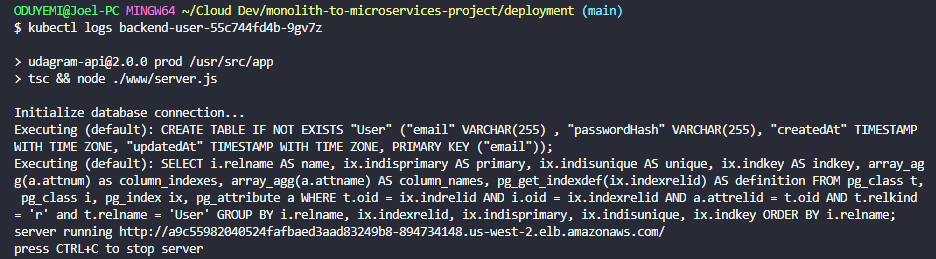 ODUYEMI@Joel-PC MINGW64 ~/Cloud Dev/monolith-to-microservices-project/deployment (main)
$ kubectl logs backend-user-55c744fd4b-9gv7z
> udagram-api@2.0.0 prod /usr/src/app
> tsc && node ./www/server.js
Initialize database connection...
Executing (default): CREATE TABLE IF NOT EXISTS "User" ("email" VARCHAR(255) , "passwordHash" VARCHAR(255), "createdAt" TIMESTAMP
WITH TIME ZONE, "updatedAt" TIMESTAMP WITH TIME ZONE, PRIMARY KEY ("email"));
Executing (default): SELECT i.relname AS name, ix.indisprimary AS primary, ix.indisunique AS unique, ix.indkey AS indkey, array_ag
g(a.attnum) as column_indexes, array_agg(a.attname) AS column_names, pg_get_indexdef(ix.indexrelid) AS definition FROM pg_class t,
pg_class i, pg_index ix, pg_attribute a WHERE t.oid = ix.indrelid AND i.oid = ix.indexrelid AND a.attrelid = t.oid AND t.relkind
= 'r' and t.relname = 'User' GROUP BY i.relname, ix.indexrelid, ix.indisprimary, ix.indisunique, ix.indkey ORDER BY i.relname;
server running http://a9c55982040524fafbaed3aad83249b8-894734148.us-west-2.elb.amazonaws.com/
press CTRL+C to stop server